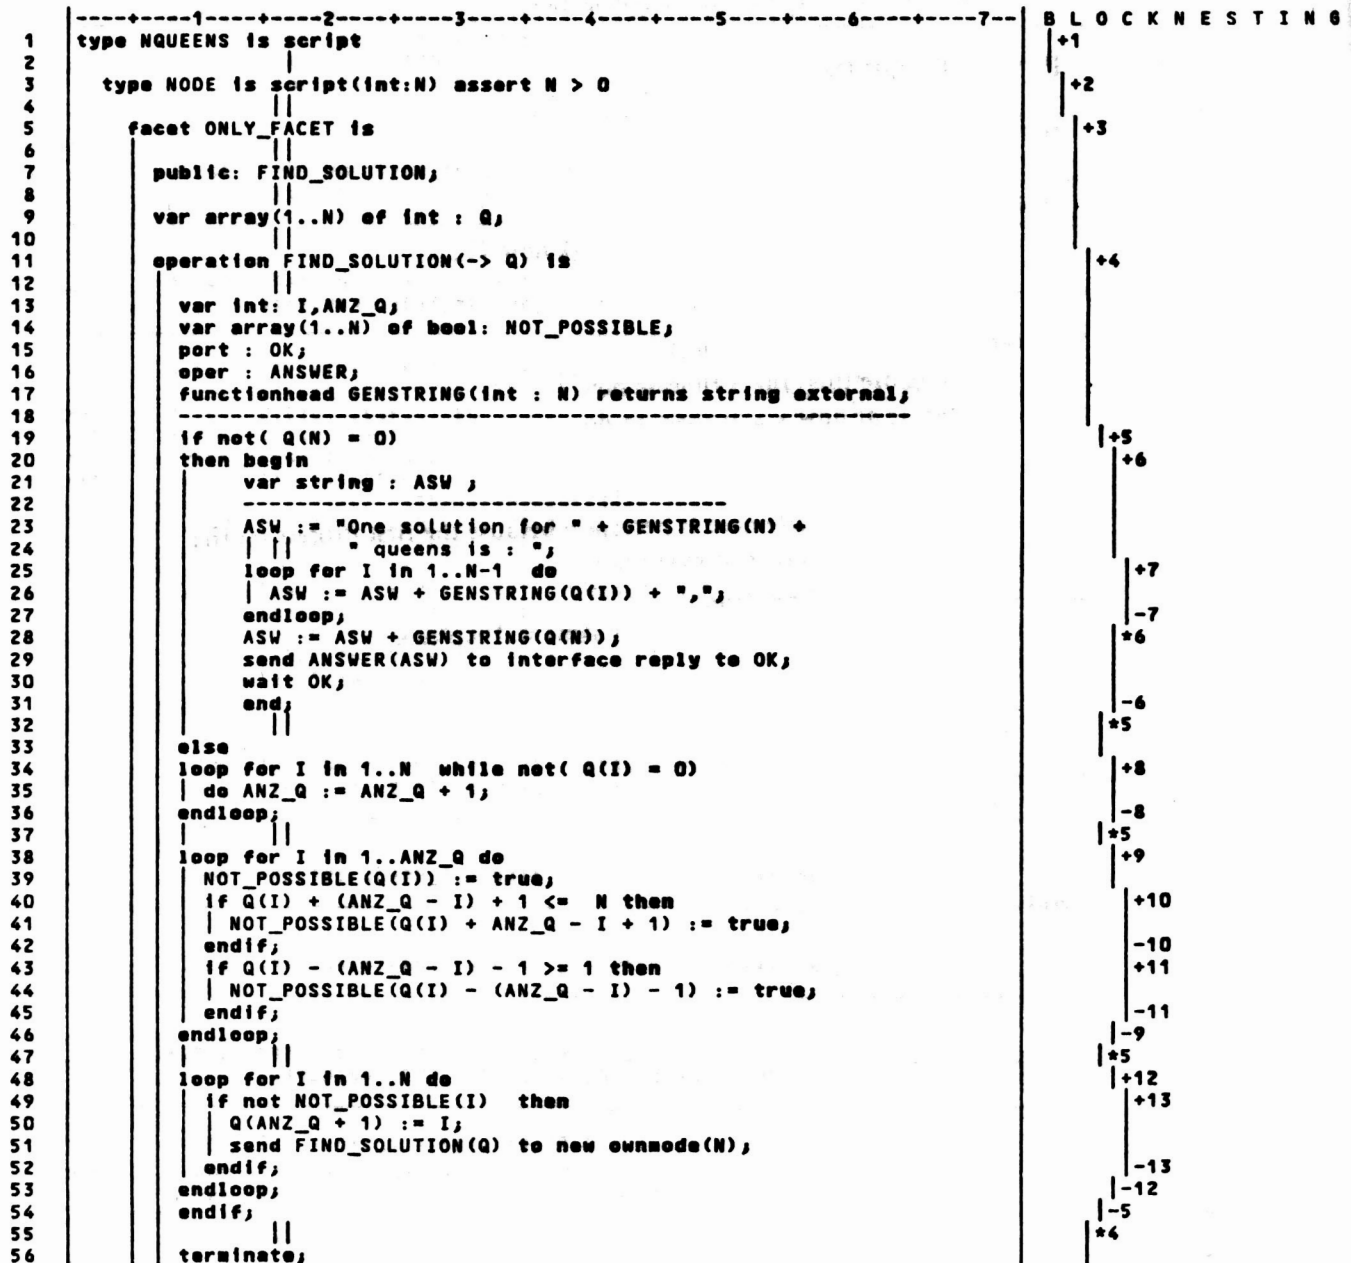 |----+----1----+----2----+----3----+----4----+----5----+----6----+----7--| B L O C K N E S T I N G
1 type NQUEENS is script +1
2
3 type NODE is script(int:N) assert N > 0 +2
4
5 facet ONLY_FACET is +3
6
7 public: FIND_SOLUTION;
8
9 var array(1..N) of int : Q;
10
11 operation FIND_SOLUTION(-> Q) is +4
12
13 var int: I,ANZ_Q;
14 var array(1..N) of bool: NOT_POSSIBLE;
15 port : OK;
16 oper : ANSWER;
17 functionhead GENSTRING(int : N) returns string external;
18 --------------------------------------------------------
19 if not( Q(N) = 0) +5
20 then begin +6
21 var string : ASW ;
22 -------------------------------------
23 ASW := "One solution for " + GENSTRING(N) +
24 " queens is : ";
25 loop for I in 1..N-1 do +7
26 | ASW := ASW + GENSTRING(Q(I)) + ",";
27 endloop; -7
28 ASW := ASW + GENSTRING(Q(N)); *6
29 send ANSWER(ASW) to interface reply to OK;
30 wait OK;
31 end; -6
32 *5
33 else
34 loop for I in 1..N while not( Q(I) = 0) +8
35 | do ANZ_Q := ANZ_Q + 1;
36 endloop; -8
37 *5
38 loop for I in 1..ANZ_Q do +9
39 NOT_POSSIBLE(Q(I)) := true;
40 if Q(I) + (ANZ_Q - I) + 1 <= N then +10
41 | NOT_POSSIBLE(Q(I) + ANZ_Q - I + 1) := true;
42 endif; -10
43 if Q(I) - (ANZ_Q - I) - 1 >= 1 then +11
44 | NOT_POSSIBLE(Q(I) - (ANZ_Q - I) - 1) := true;
45 endif; -11
46 endloop; -9
47 *5
48 loop for I in 1..N do +12
49 if not NOT_POSSIBLE(I) then +13
50 Q(ANZ_Q + 1) := I;
51 send FIND_SOLUTION(Q) to new ownmode(N);
52 endif; -13
53 endloop; -12
54 endif; -5
55 *4
56 terminate;